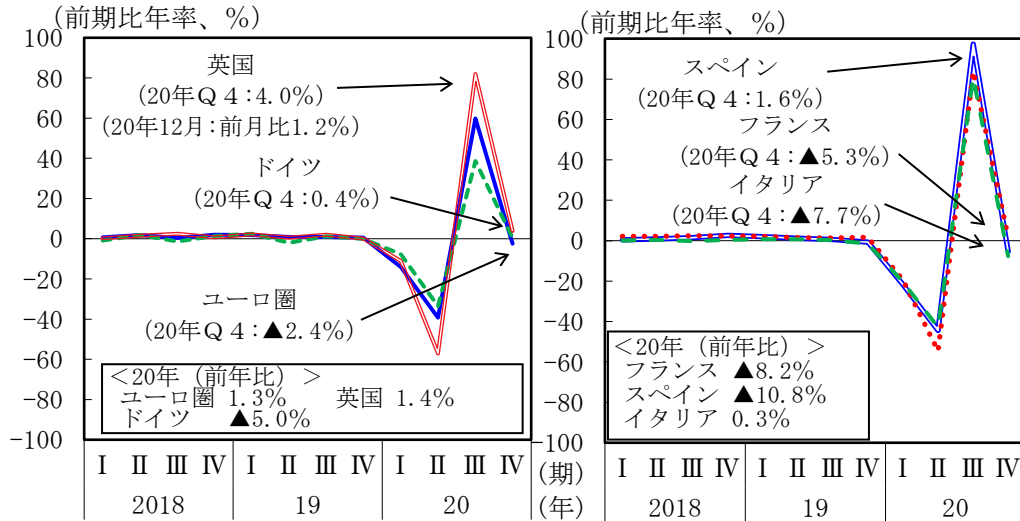 (前期比年率、%)
100
80
60
40
20
0
−20
−40
−60
−80
−100
英国
(20年Q4:4.0%)
(20年12月:前月比1.2%)
ドイツ
(20年Q4:0.4%)
ユーロ圏
(20年Q4:▲2.4%)
<20年(前年比)>
ユーロ圏 1.3% 英国 1.4%
ドイツ ▲5.0%
Ⅰ Ⅱ Ⅲ Ⅳ Ⅰ Ⅱ Ⅲ Ⅳ Ⅰ Ⅱ Ⅲ Ⅳ (期)
2018 19 20 (年)
(前期比年率、%)
100
80
60
40
20
0
−20
−40
−60
−80
−100
スペイン
(20年Q4:1.6%)
フランス
(20年Q4:▲5.3%)
イタリア
(20年Q4:▲7.7%)
<20年(前年比)>
フランス ▲8.2%
スペイン ▲10.8%
イタリア 0.3%
Ⅰ Ⅱ Ⅲ Ⅳ Ⅰ Ⅱ Ⅲ Ⅳ Ⅰ Ⅱ Ⅲ Ⅳ
2018 19 20